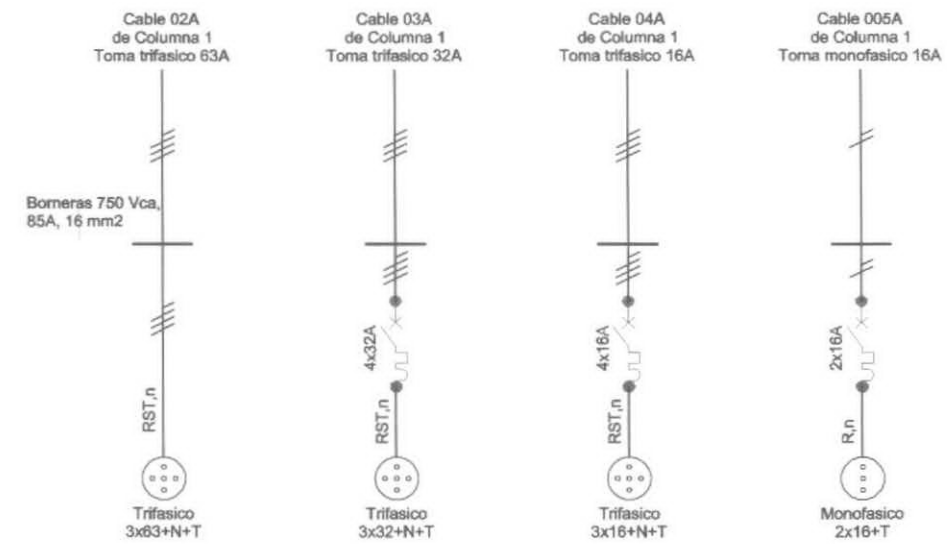 Cable 02A
de Columna 1
Toma trifasico 63A
Cable 03A
de Columna 1
Toma trifasico 32A
Cable 04A
de Columna 1
Toma trifasico 16A
Cable 005A
de Columna 1
Toma monofasico 16A
Borneras 750 Vca,
85A, 16 mm2
4x32A
4x16A
2x16A
RST,n
RST,n
RST,n
R,n
Trifasico
3x63+N+T
Trifasico
3x32+N+T
Trifasico
3x16+N+T
Monofasico
2x16+T